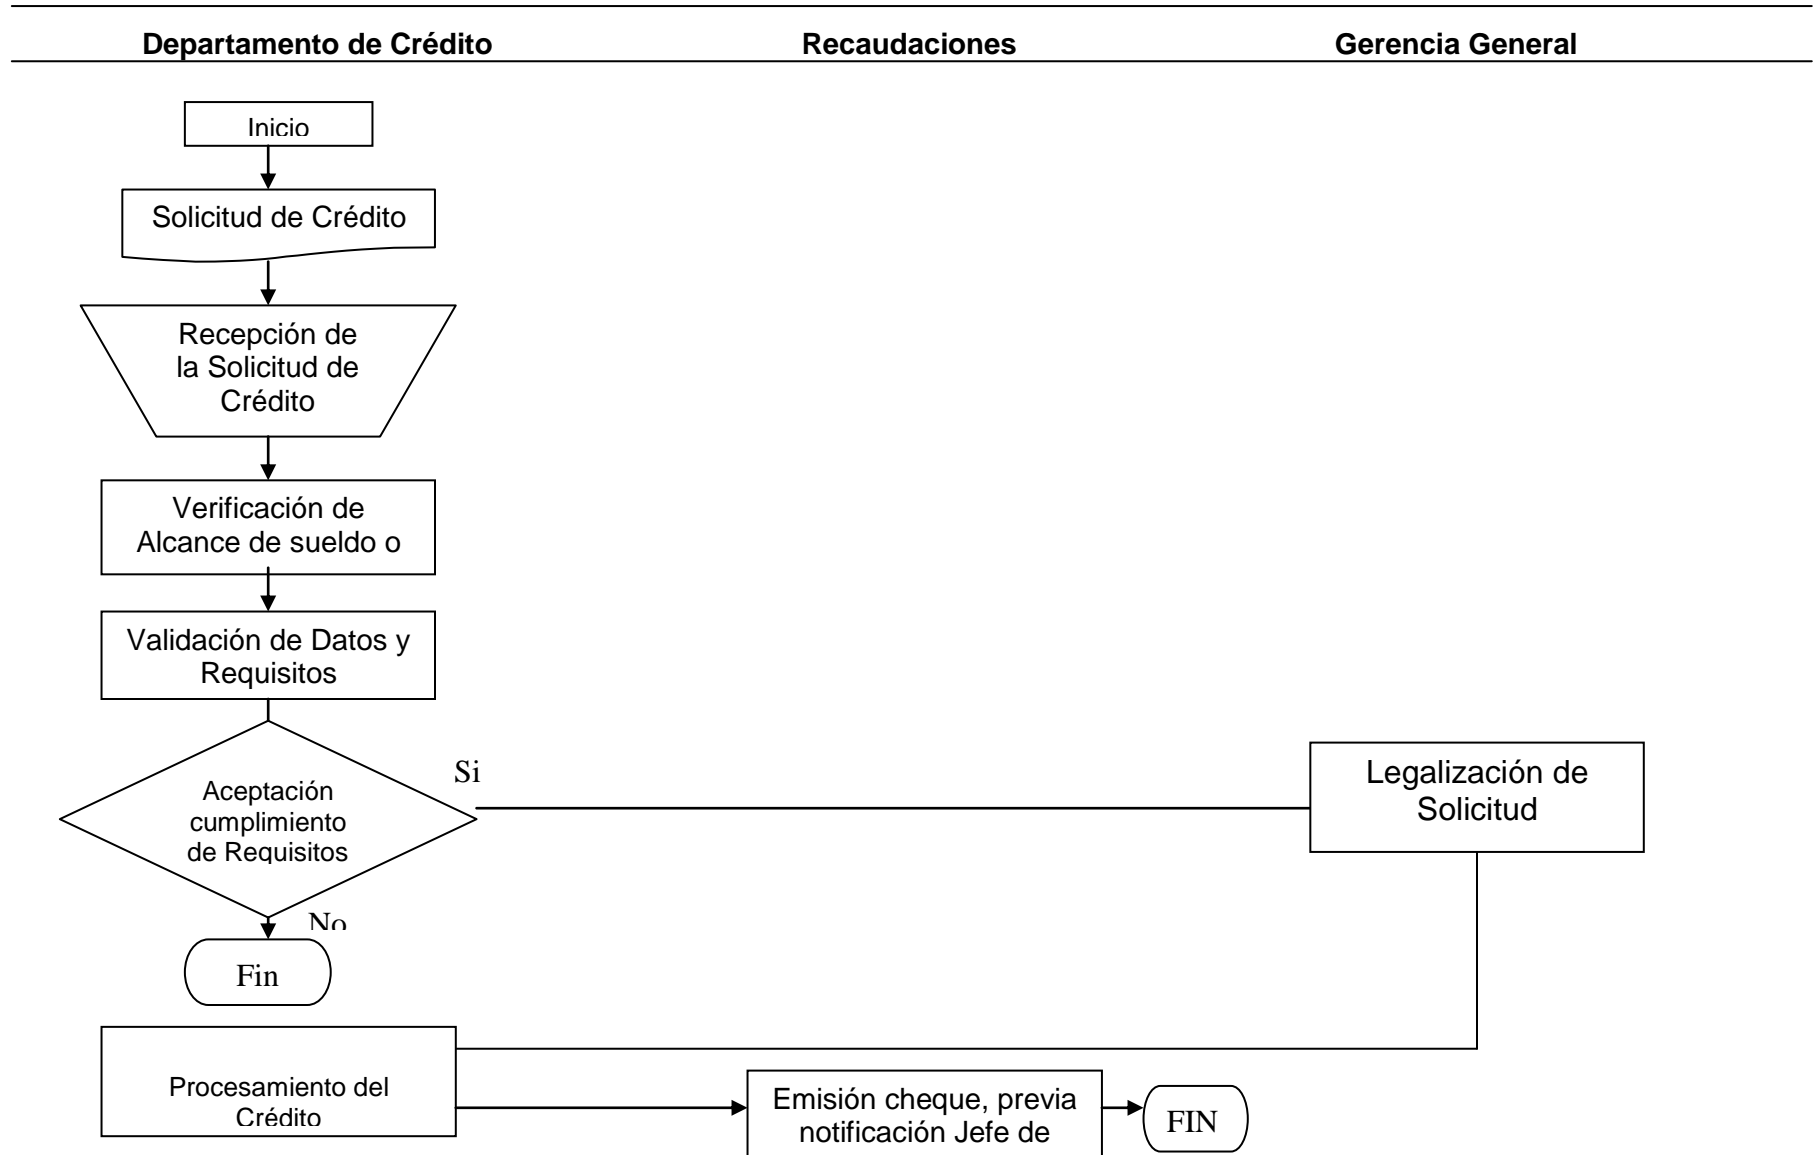 Departamento de Crédito Recaudaciones Gerencia General
Inicio
Solicitud de Crédito
Recepción de
la Solicitud de
Crédito
Verificación de
Alcance de sueldo o
Validación de Datos y
Requisitos
Aceptación
cumplimiento
de Requisitos
Si
Legalización de
Solicitud
No
Fin
Procesamiento del
Crédito
Emisión cheque, previa
notificación Jefe de
FIN